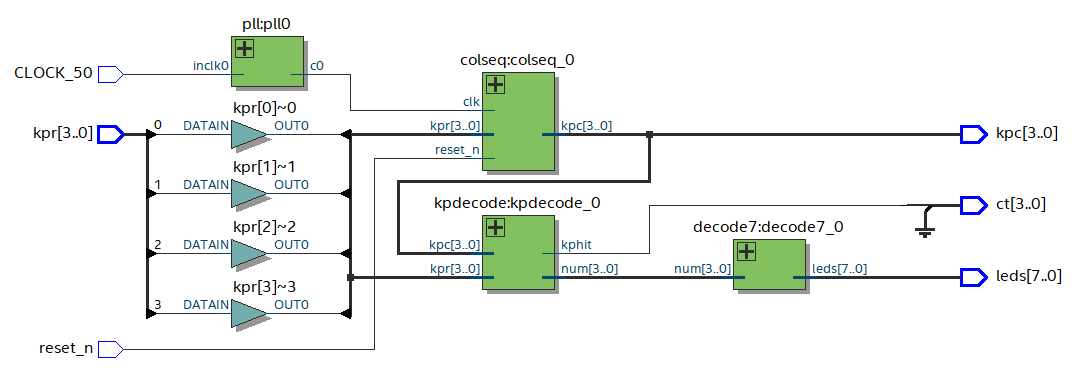 pll:pll0
colseq:colseq_0
CLOCK_50
inclk0
c0
clk
kpr[0]~0
kpr[3..0]
0
DATAIN
OUT0
kpr[3..0]
kpc[3..0]
kpc[3..0]
reset_n
kpr[1]~1
1
DATAIN
OUT0
kpdecode:kpdecode_0
ct[3..0]
kpr[2]~2
decode7:decode7_0
2
DATAIN
OUT0
kpc[3..0]
kphit
kpr[3..0]
num[3..0]
num[3..0]
leds[7..0]
leds[7..0]
kpr[3]~3
3
DATAIN
OUT0
reset_n